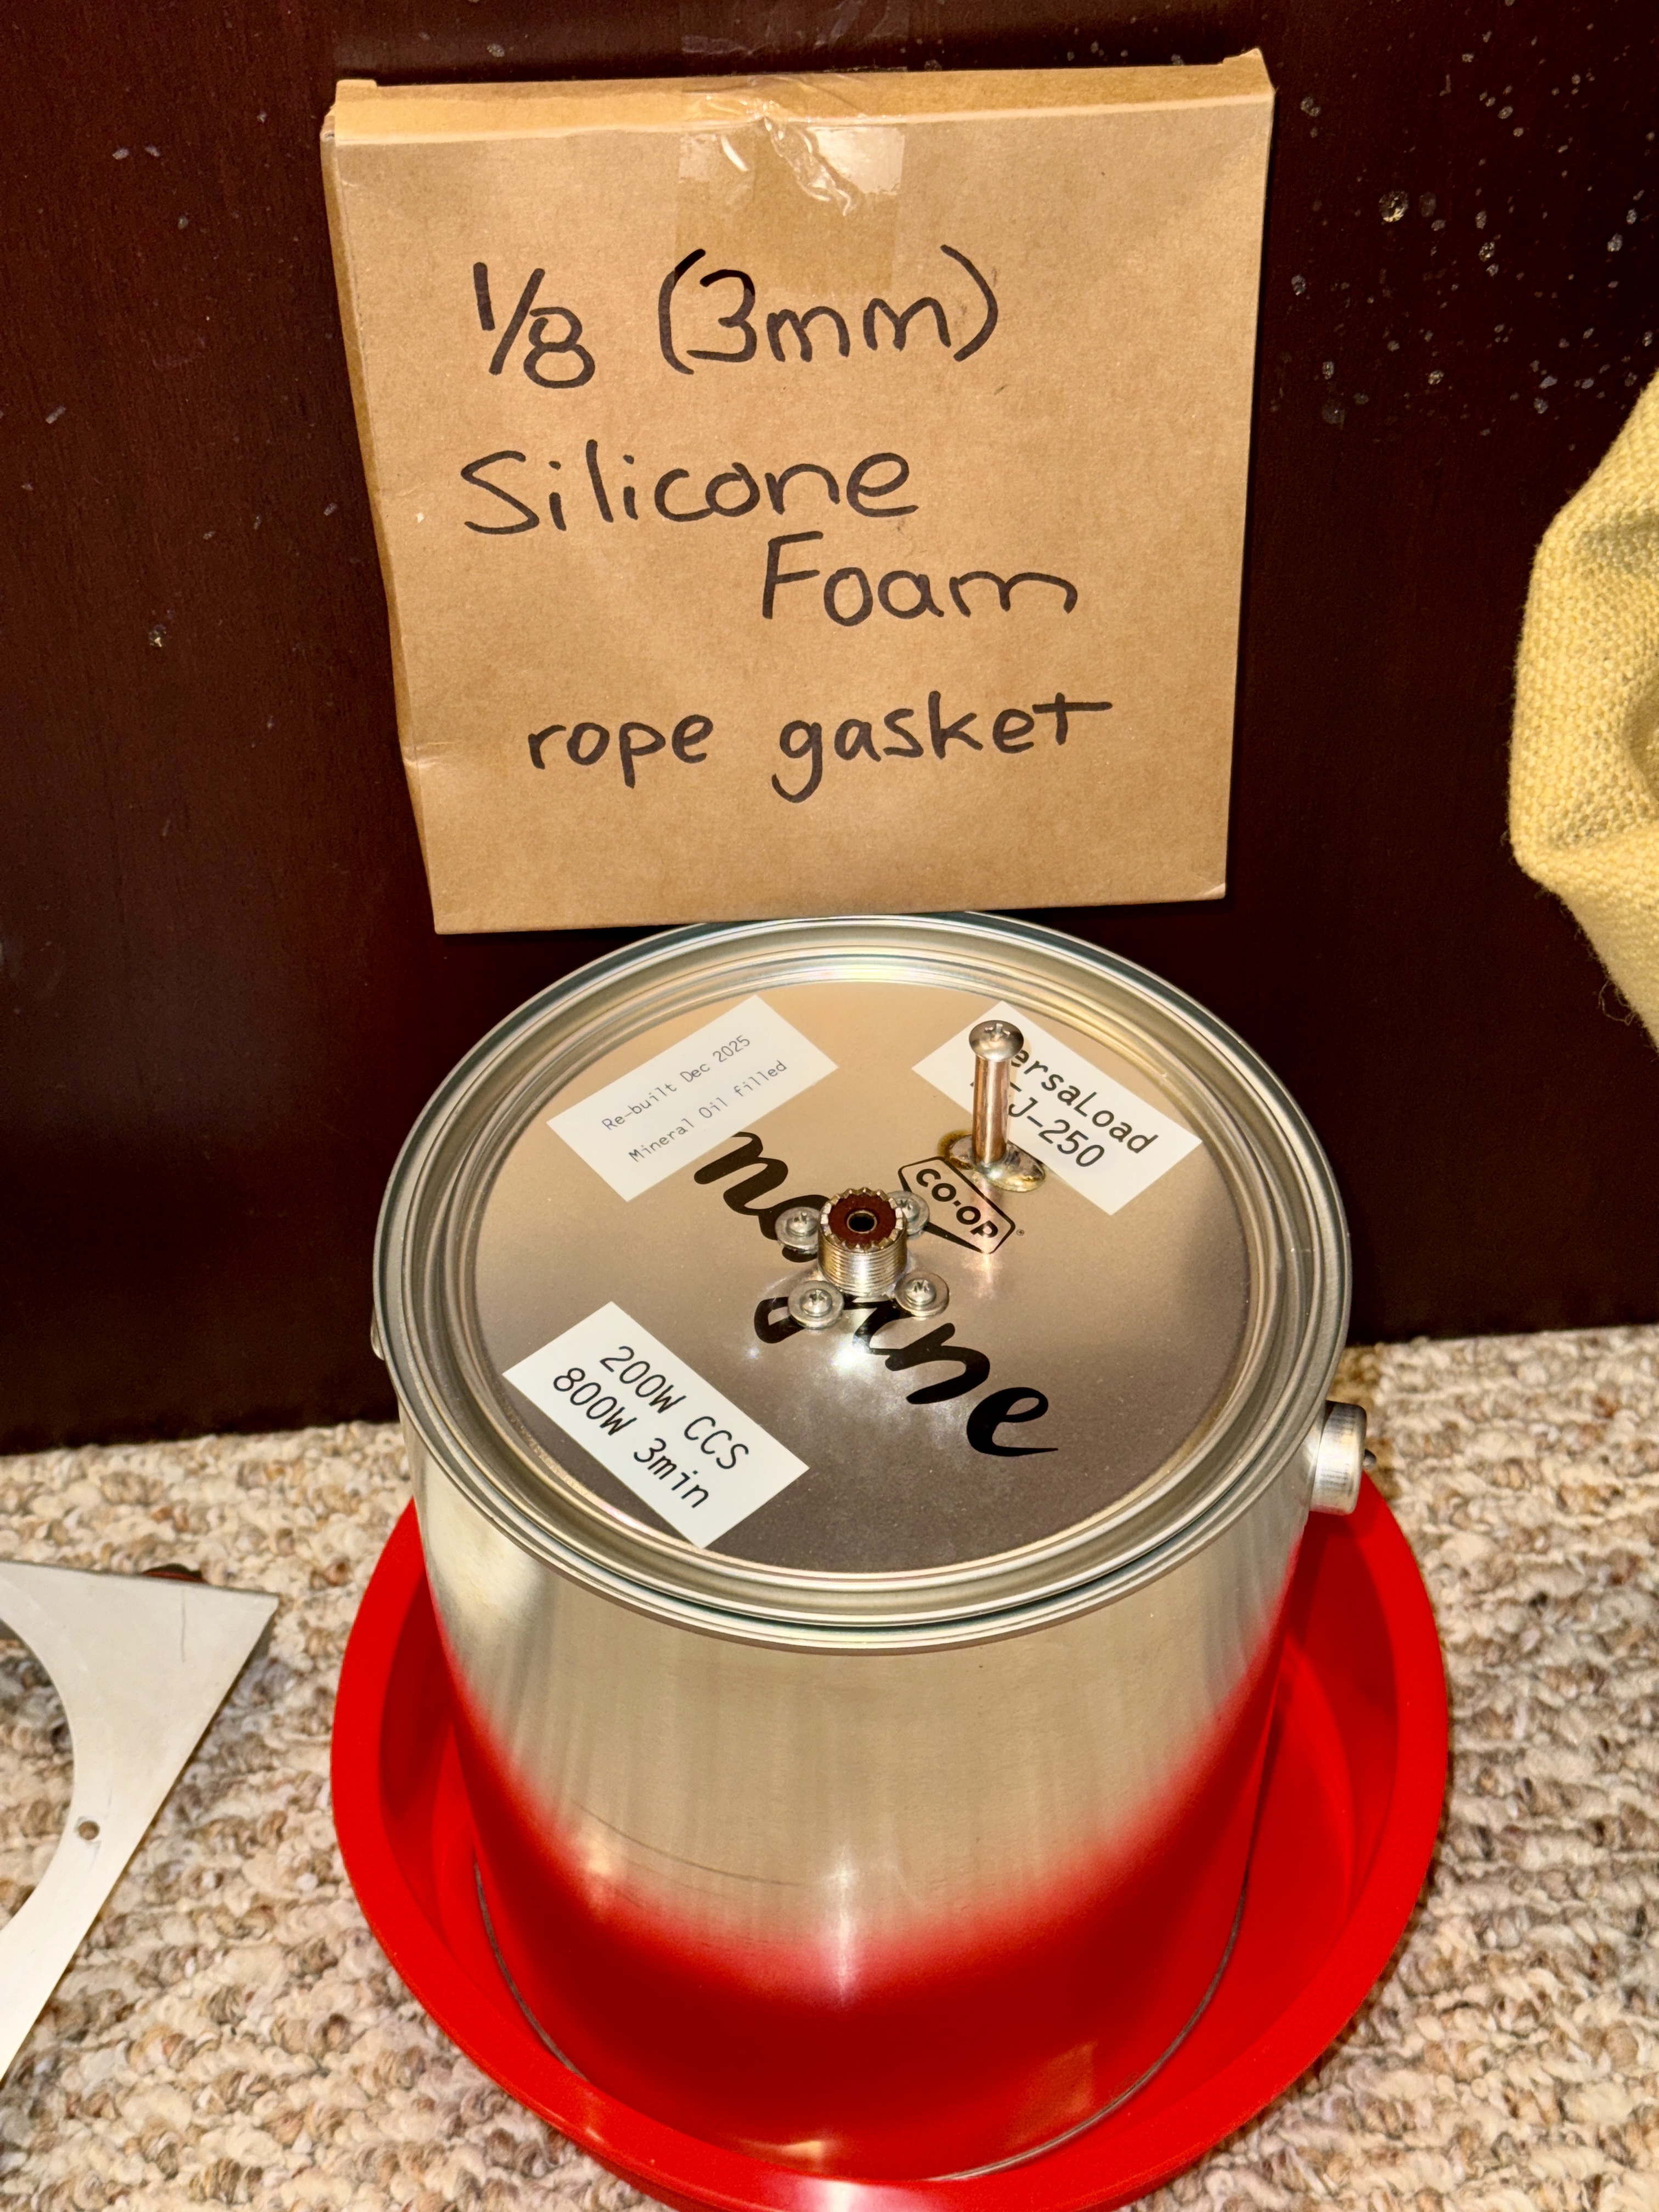 1/8 (3mm)
Silicone
Foam
rope gasket
Re-built Dec 2025
Mineral Oil filled
ersaLoad
J-250
CO-OP
200W CCS
800W 3min